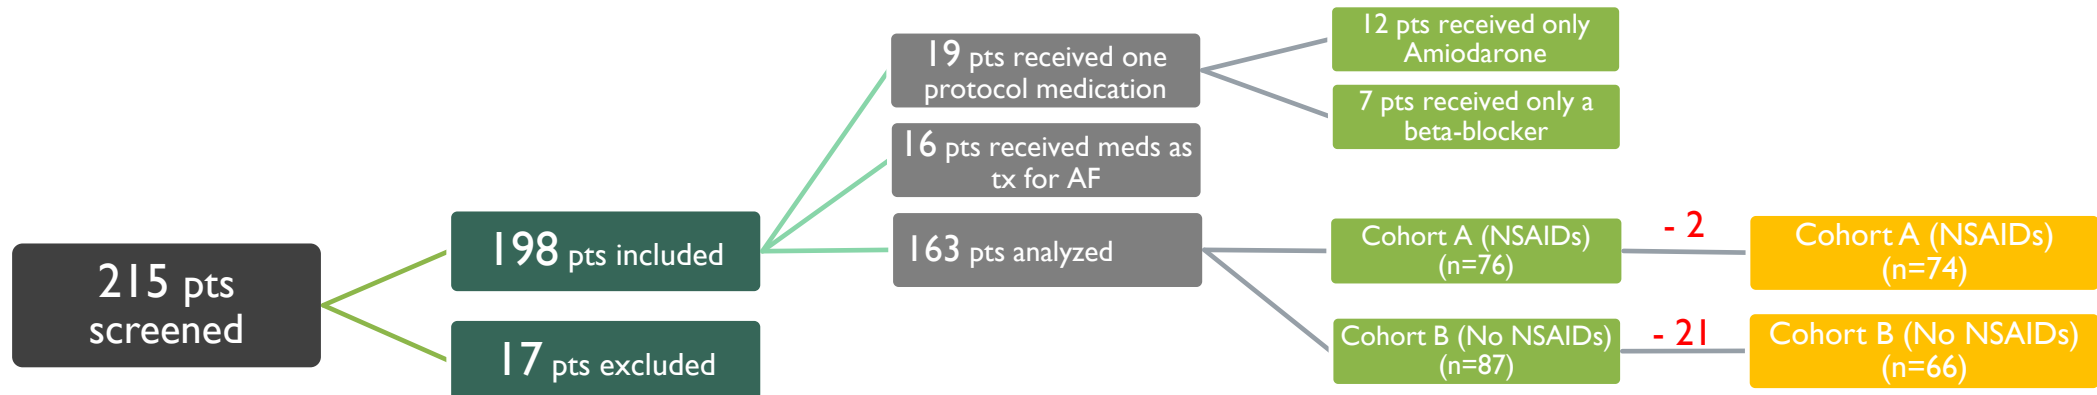 215 pts
screened
198 pts included
17 pts excluded
19 pts received one
protocol medication
16 pts received meds as
tx for AF
163 pts analyzed
12 pts received only
Amiodarone
7 pts received only a
beta-blocker
Cohort A (NSAIDs)
(n=76)
- 2
Cohort A (NSAIDs)
(n=74)
Cohort B (No NSAIDs)
(n=87)
- 21
Cohort B (No NSAIDs)
(n=66)